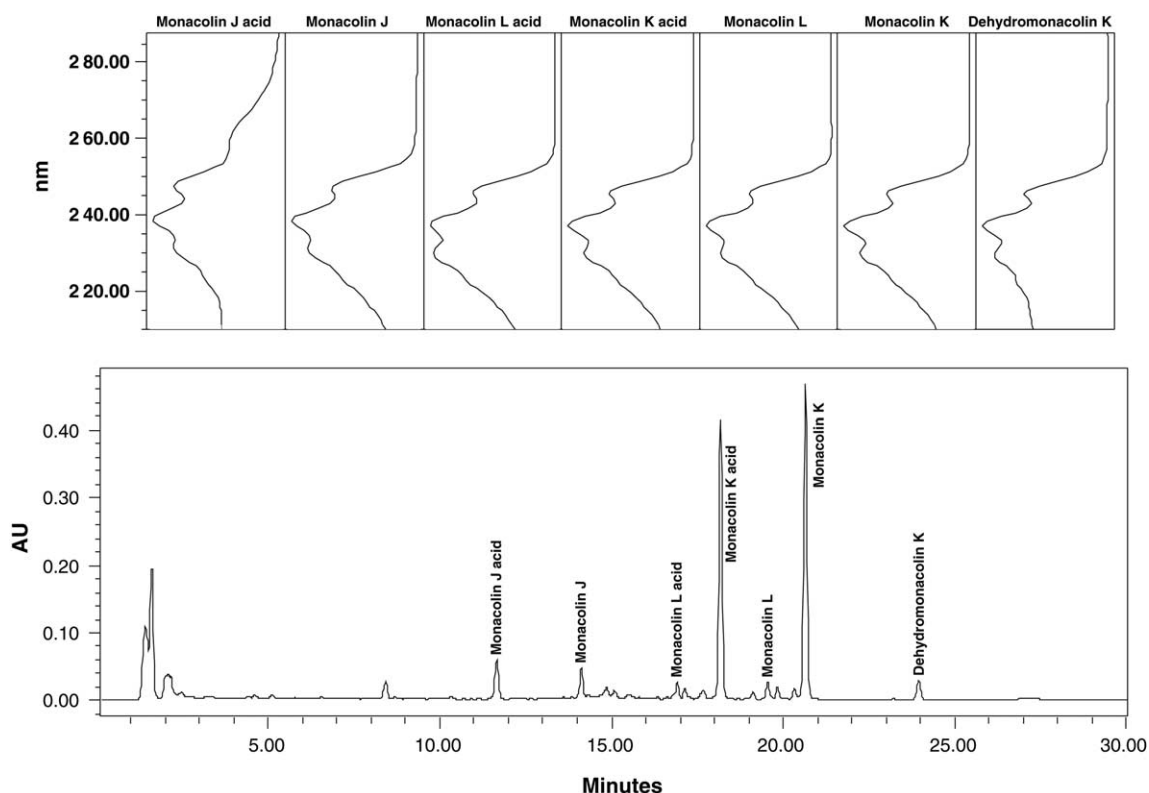 Monacolin J acid Monacolin J Monacolin L acid Monacolin K acid Monacolin L Monacolin K Dehydromonacolin K
2 80.00
2 60.00
2 40.00
2 20.00
nm
0.40
0.30
0.20
0.10
0.00
AU
Monacolin J acid
Monacolin J
Monacolin L acid
Monacolin K acid
Monacolin L
Monacolin K
Dehydromonacolin K
5.00 10.00 15.00 20.00 25.00 30.00
Minutes